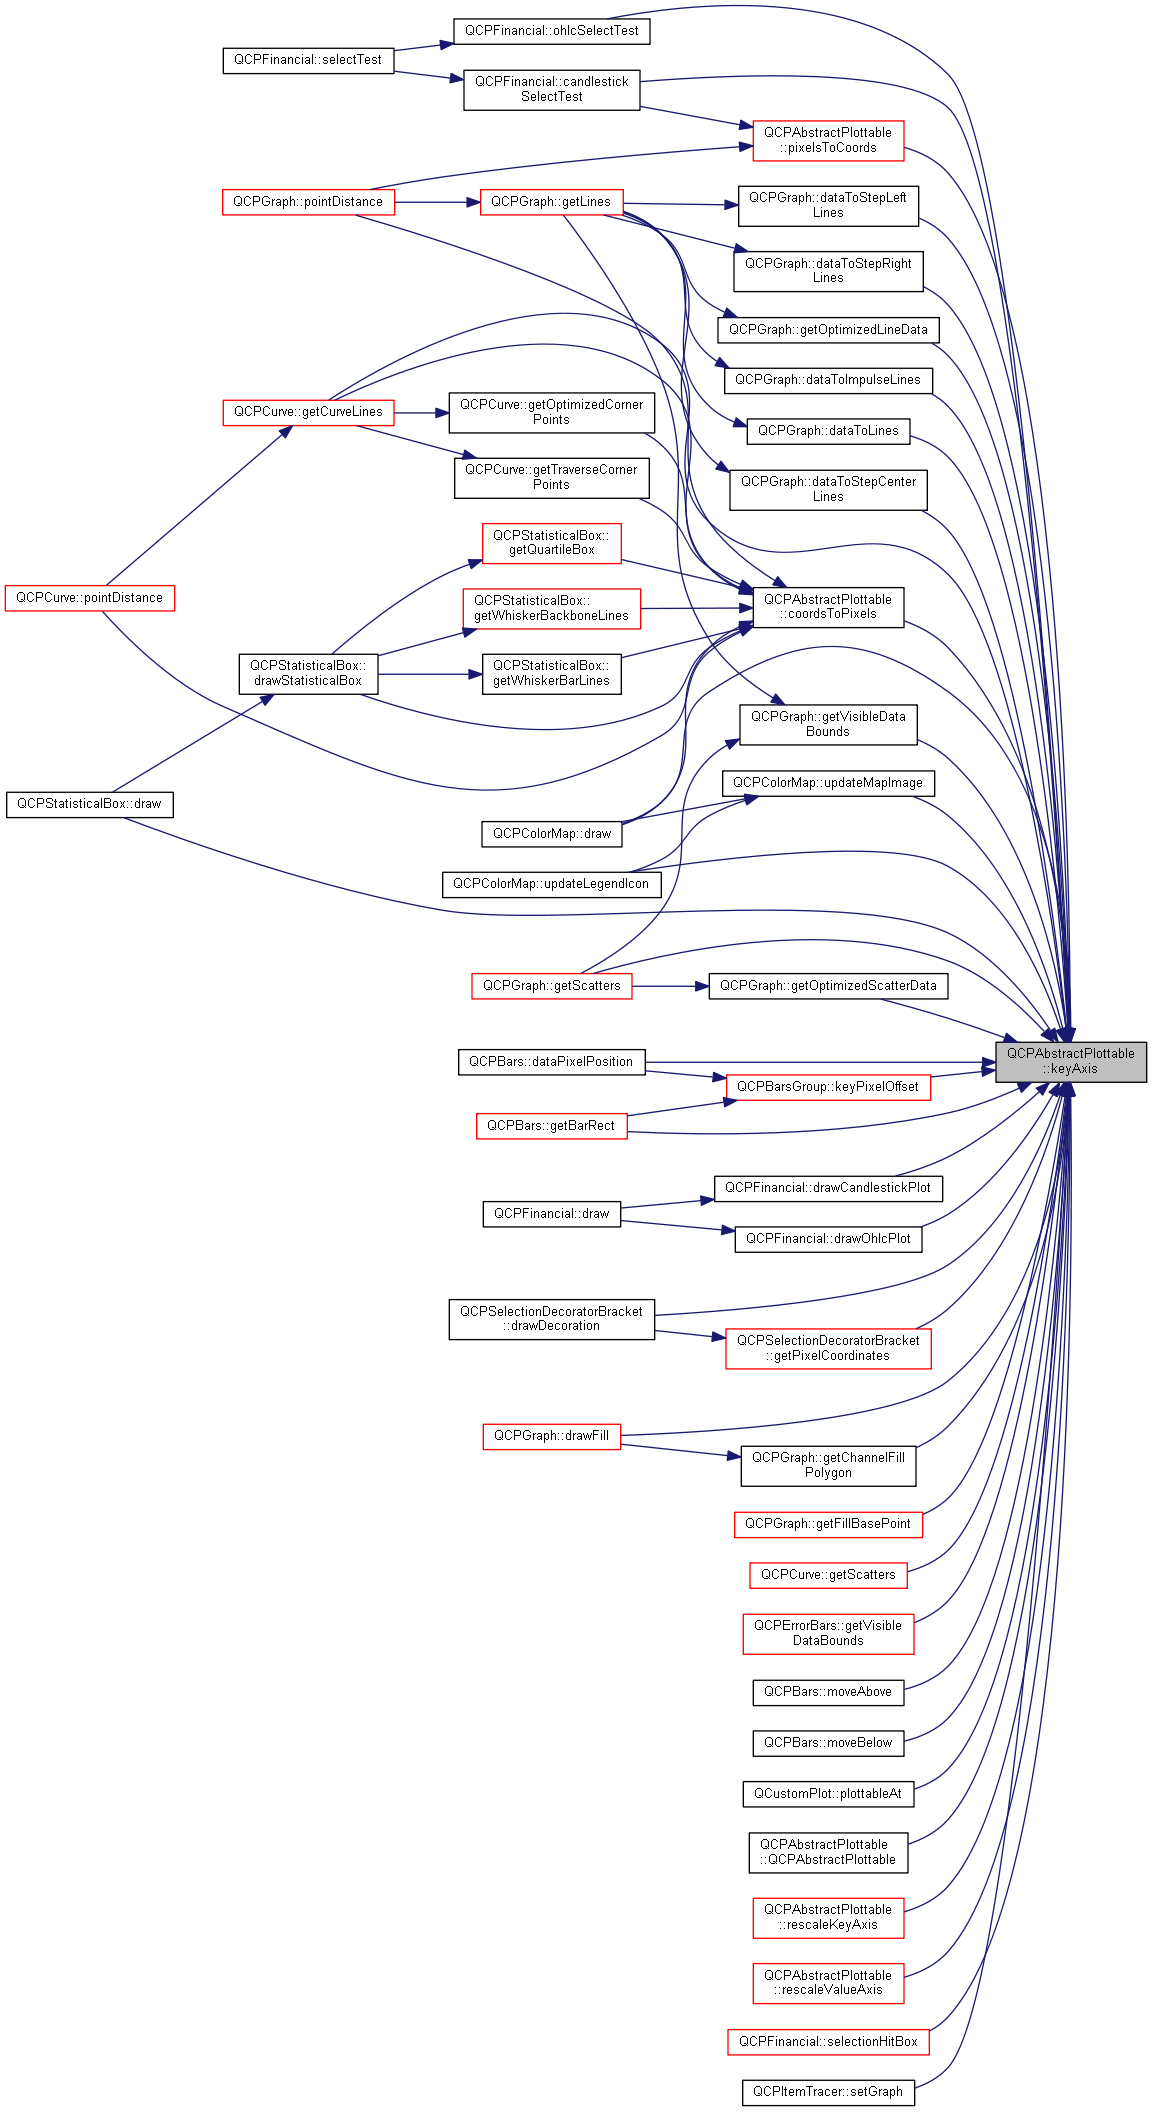 QCPFinancial::ohlcSelectTest
QCPFinancial::selectTest
QCPFinancial::candlestick
SelectTest
QCPAbstractPlottable
::pixelsToCoords
QCPGraph::pointDistance
QCPGraph::getLines
QCPGraph::dataToStepLeft
Lines
QCPGraph::dataToStepRight
Lines
QCPGraph::getOptimizedLineData
QCPGraph::dataToImpulseLines
QCPCurve::getCurveLines
QCPCurve::getOptimizedCorner
Points
QCPGraph::dataToLines
QCPCurve::getTraverseCorner
Points
QCPGraph::dataToStepCenter
Lines
QCPStatisticalBox::
getQuartileBox
QCPCurve::pointDistance
QCPStatisticalBox::
getWhiskerBackboneLines
QCPAbstractPlottable
::coordsToPixels
QCPStatisticalBox::
drawStatisticalBox
QCPStatisticalBox::
getWhiskerBarLines
QCPGraph::getVisibleData
Bounds
QCPColorMap::updateMapImage
QCPStatisticalBox::draw
QCPColorMap::draw
QCPColorMap::updateLegendIcon
QCPGraph::getScatters
QCPGraph::getOptimizedScatterData
QCPAbstractPlottable
::keyAxis
QCPBars::dataPixelPosition
QCPBarsGroup::keyPixelOffset
QCPBars::getBarRect
QCPFinancial::drawCandlestickPlot
QCPFinancial::draw
QCPFinancial::drawOhlcPlot
QCPSelectionDecoratorBracket
::drawDecoration
QCPSelectionDecoratorBracket
::getPixelCoordinates
QCPGraph::drawFill
QCPGraph::getChannelFill
Polygon
QCPGraph::getFillBasePoint
QCPCurve::getScatters
QCPErrorBars::getVisible
DataBounds
QCPBars::moveAbove
QCPBars::moveBelow
QCustomPlot::plottableAt
QCPAbstractPlottable
::QCPAbstractPlottable
QCPAbstractPlottable
::rescaleKeyAxis
QCPAbstractPlottable
::rescaleValueAxis
QCPFinancial::selectionHitBox
QCPItemTracer::setGraph